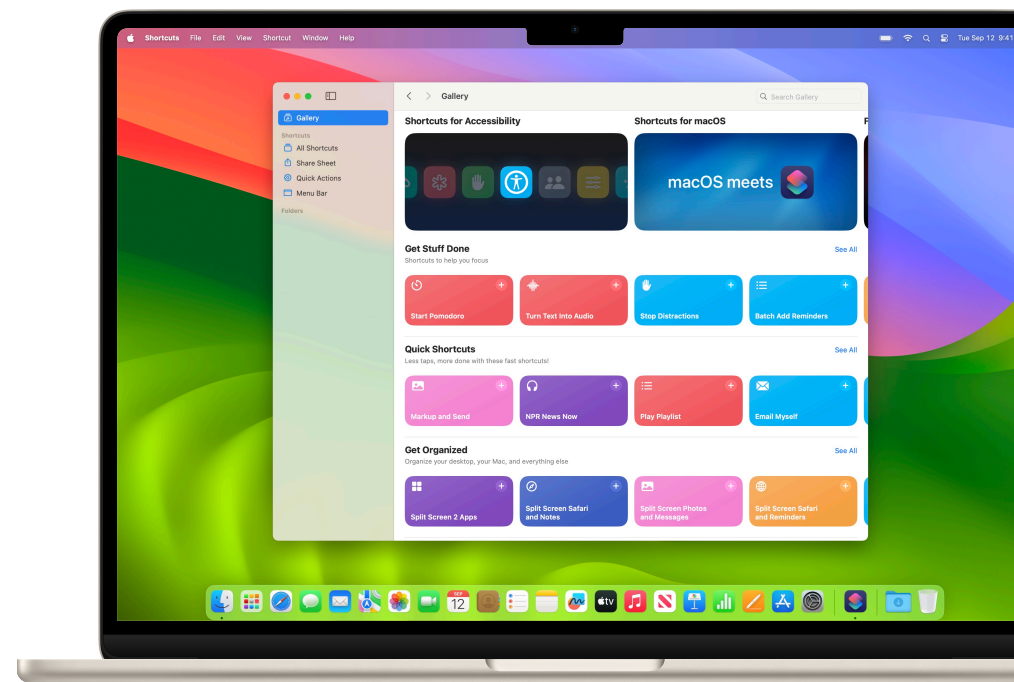 Shortcuts File Edit View Shortcut Window Help
Tue Sep 12 9:41
Gallery
Search Gallery
Gallery
Shortcuts
All Shortcuts
Share Sheet
Quick Actions
Menu Bar
Folders
Shortcuts for Accessibility
Shortcuts for macOS
F
macOS meets
Get Stuff Done
See All
Shortcuts to help you focus
Start Pomodoro
Turn Text Into Audio
Stop Distractions
Batch Add Reminders
Quick Shortcuts
See All
Less taps, more done with these fast shortcuts!
Markup and Send
NPR News Now
Play Playlist
Email Myself
Get Organized
See All
Organize your desktop, your Mac, and everything else
Split Screen 2 Apps
Split Screen Safari
and Notes
Split Screen Photos
and Messages
Split Screen Safari
and Reminders
SEP
12
tv